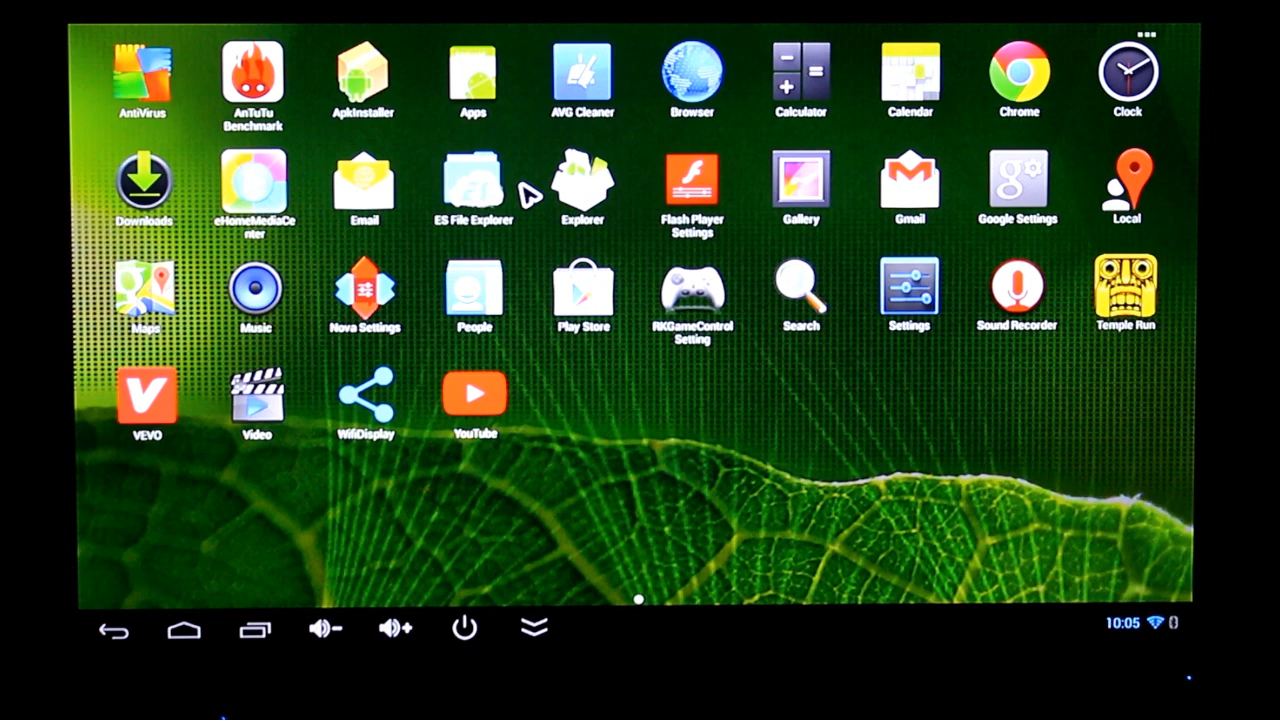 AntiVirus
AnTuTu
Benchmark
ApkInstaller
Apps
AVG Cleaner
Browser
Calculator
Calendar
Chrome
Clock
Downloads
eHomeMediaCe
nter
Email
ES File Explorer
Explorer
Flash Player
Settings
Gallery
Gmail
Google Settings
Local
Maps
Music
Nova Settings
People
Play Store
RKGameControl
Setting
Search
Settings
Sound Recorder
Temple Run
VEVO
Video
WifiDisplay
YouTube
10:05